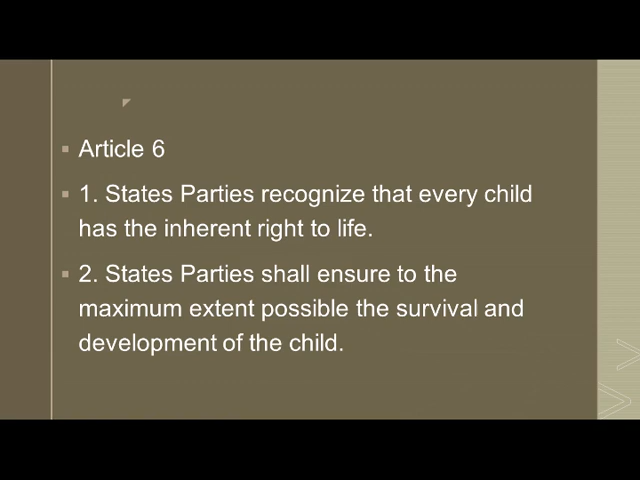 Article 6
1. States Parties recognize that every child
has the inherent right to life.
2. States Parties shall ensure to the
maximum extent possible the survival and
development of the child.